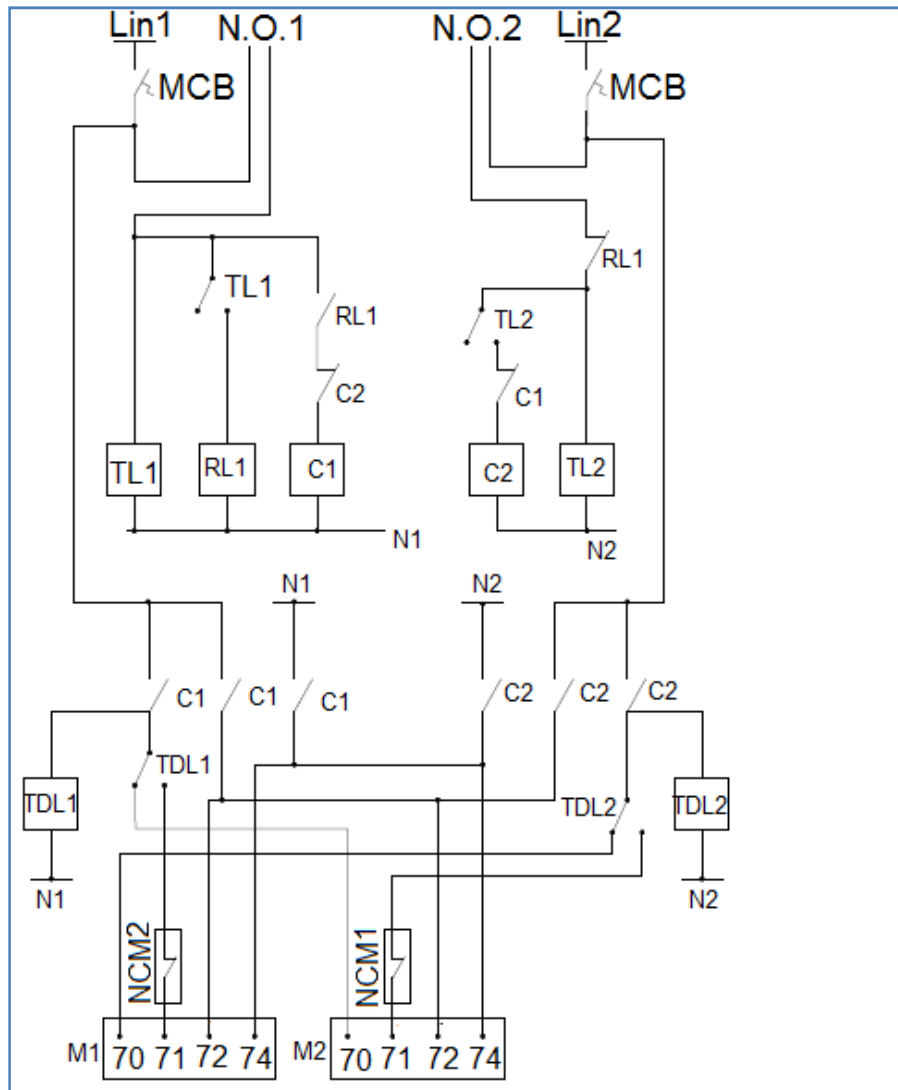 Lin1 N.O.1 N.O.2 Lin2
MCB MCB
RL1
TL1 TL2
RL1
C2 C1
TL1 RL1 C1 C2 TL2
N1 N2
N1 N2
C1 C1 C1 C2 C2 C2
TDL1
TDL1 TDL2 TDL2
N1 N2
NCM2 NCM1
M1 70 71 72 74 M2 70 71 72 74